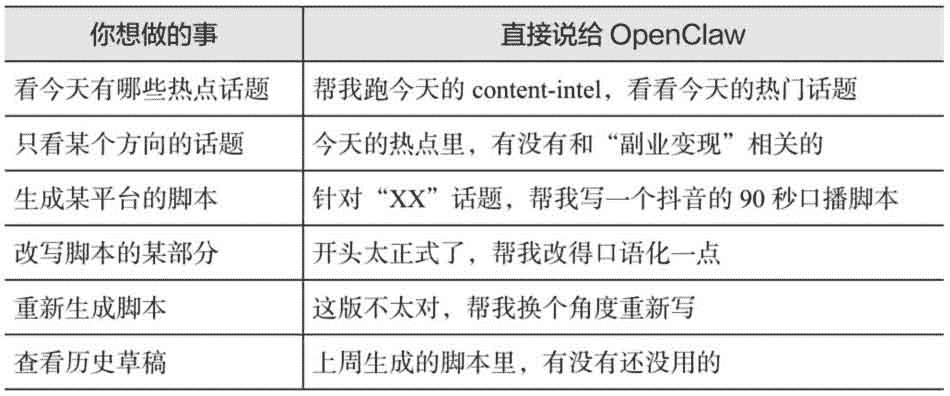 你想做的事 直接说给 OpenClaw
看今天有哪些热点话题 帮我跑今天的 content-intel，看看今天的热门话题
只看某个方向的话题 今天的热点里，有没有和“副业变现”相关的
生成某平台的脚本 针对“XX”话题，帮我写一个抖音的 90 秒口播脚本
改写脚本的某部分 开头太正式了，帮我改得口语化一点
重新生成脚本 这版不太对，帮我换个角度重新写
查看历史草稿 上周生成的脚本里，有没有还没用的